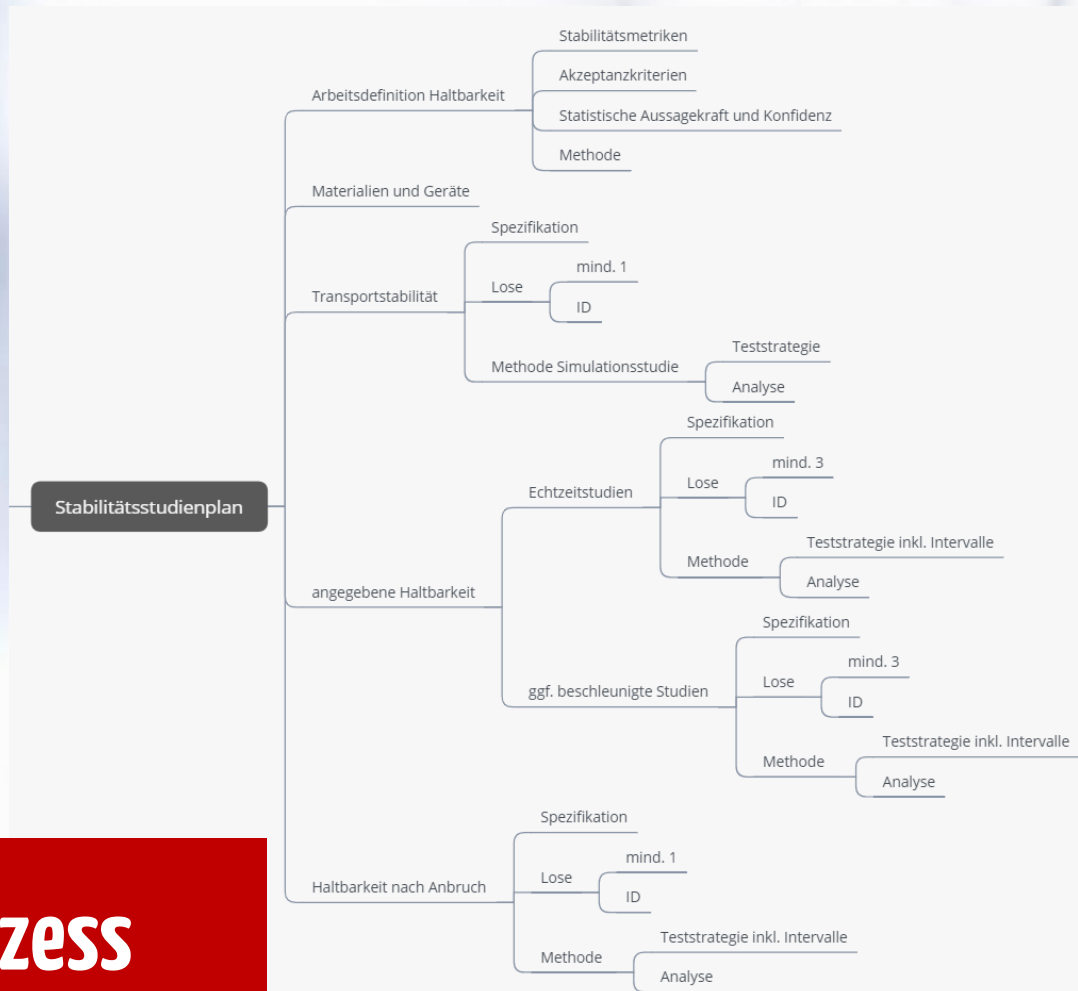 Stabilitätsstudienplan
Arbeitsdefinition Haltbarkeit
Stabilitätsmetriken
Akzeptanzkriterien
Statistische Aussagekraft und Konfidenz
Methode
Materialien und Geräte
Transportstabilität
Spezifikation
Lose
mind. 1
ID
Methode Simulationsstudie
Teststrategie
Analyse
angegebene Haltbarkeit
Echtzeitstudien
Spezifikation
Lose
mind. 3
ID
Methode
Teststrategie inkl. Intervalle
Analyse
ggf. beschleunigte Studien
Spezifikation
Lose
mind. 3
ID
Methode
Teststrategie inkl. Intervalle
Analyse
Haltbarkeit nach Anbruch
Spezifikation
Lose
mind. 1
ID
Methode
Teststrategie inkl. Intervalle
Analyse
zess